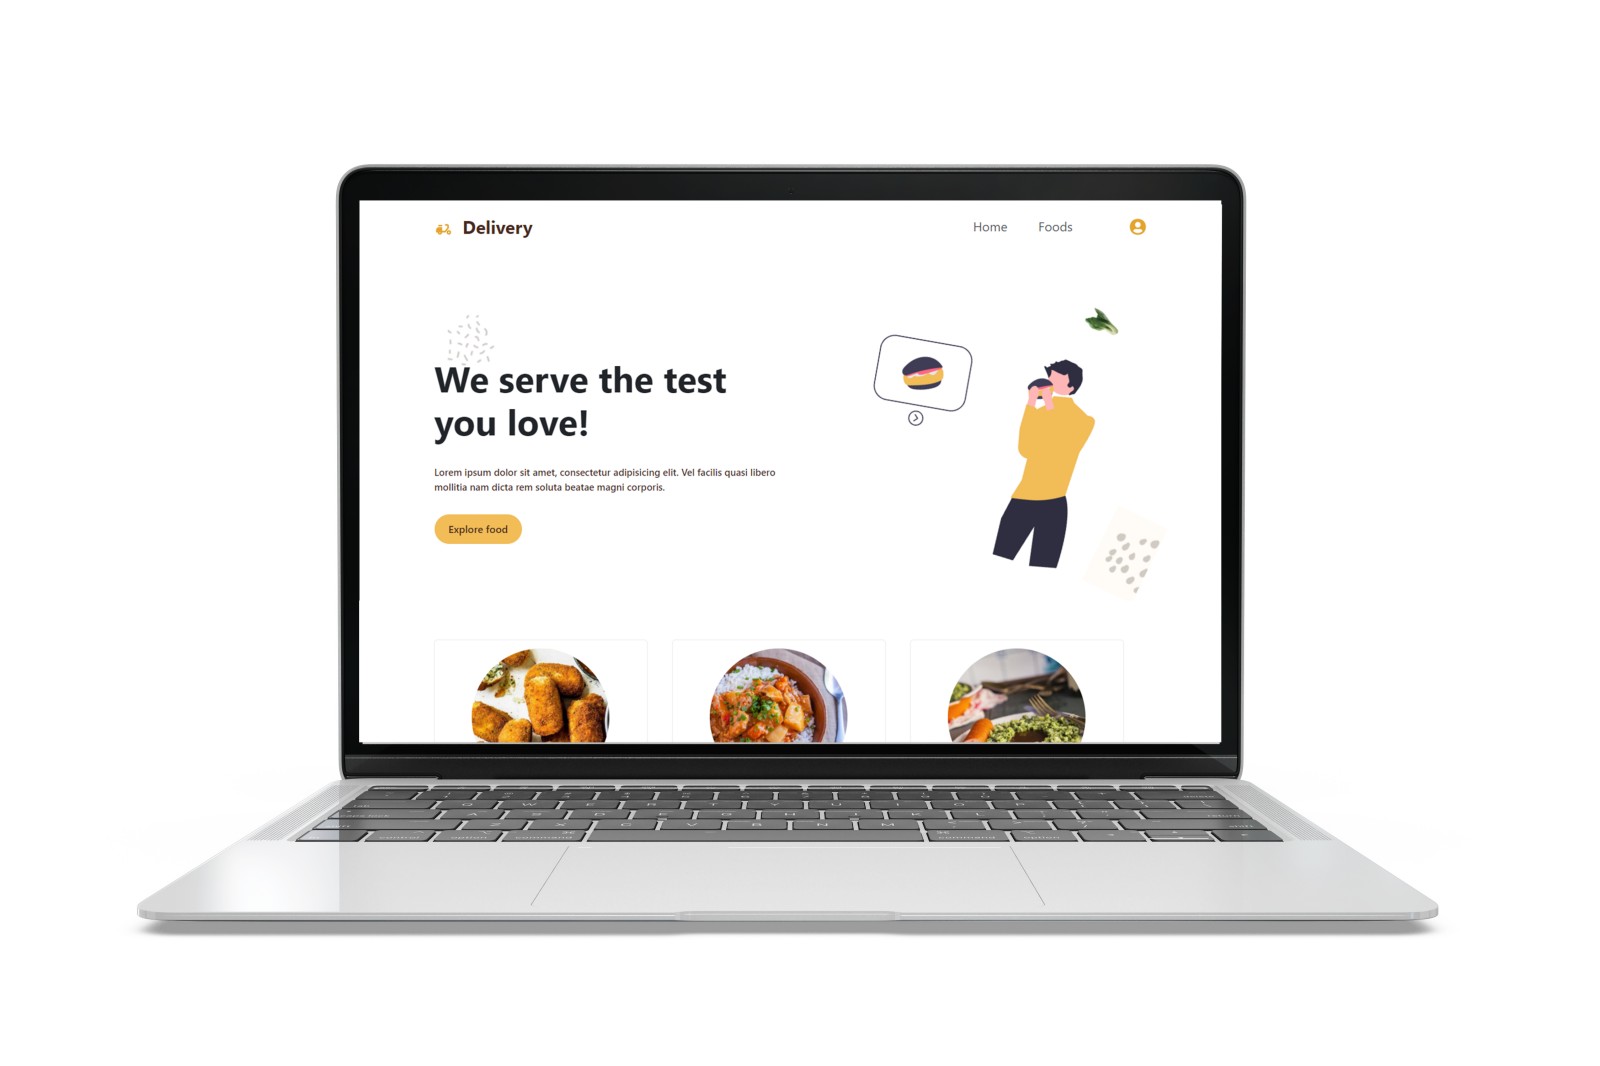 Delivery
Home
Foods
We serve the test
you love!
Lorem ipsum dolor sit amet, consectetur adipisicing elit. Vel facilis quasi libero
mollitia nam dicta rem soluta beatae magni corporis.
Explore food